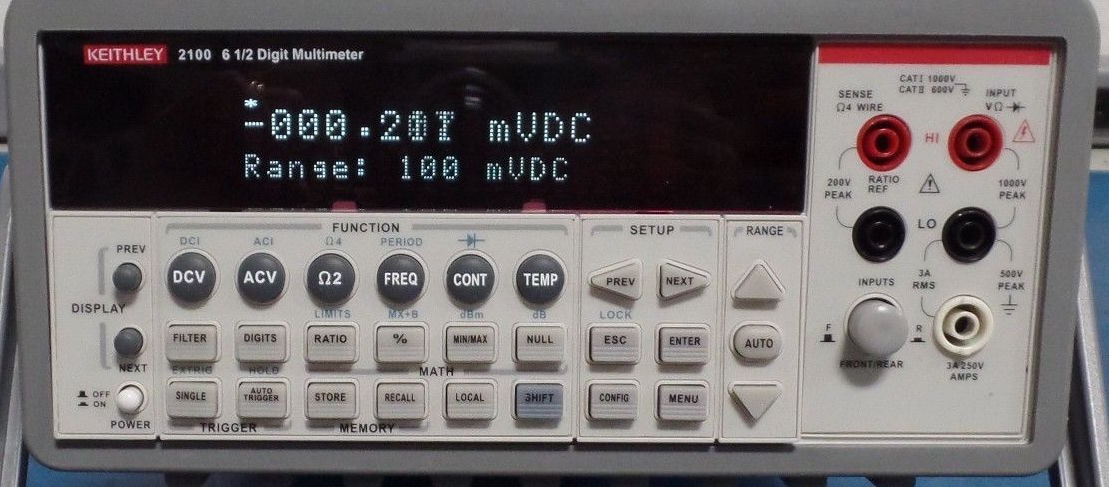 KEITHLEY 2100 6 1/2 Digit Multimeter
*
-000.20 mVDC
Range: 100 mVDC
CAT I 1000V
CAT II 600V
SENSE
Ω4 WIRE
INPUT
VΩ
HI
200V
PEAK
RATIO
REF
1000V
PEAK
LO
INPUTS
3A
RMS
500V
PEAK
F
R
FRONT/REAR
3A 250V
AMPS
FUNCTION
SETUP
RANGE
PREV
DISPLAY
NEXT
OFF
ON
POWER
DCI ACI Ω4 PERIOD
DCV ACV Ω2 FREQ CONT TEMP
LIMITS MX+B dBm dB
FILTER DIGITS RATIO % MIN/MAX NULL
EXTRIG HOLD MATH
SINGLE AUTO TRIGGER STORE RECALL LOCAL SHIFT
TRIGGER MEMORY
PREV NEXT
LOCK
ESC ENTER
CONFIG MENU
AUTO